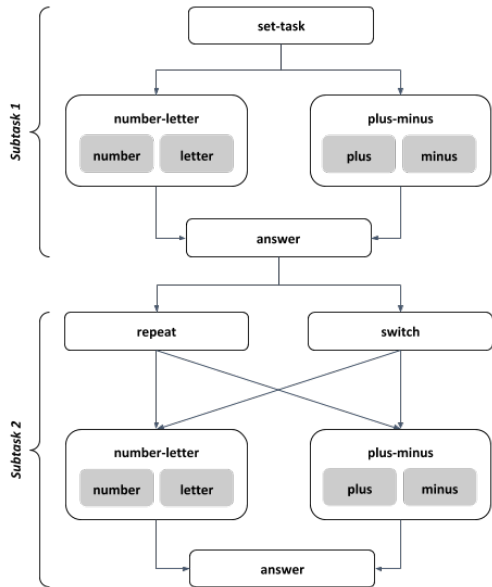 set-task
Subtask 1
number-letter
number
letter
plus-minus
plus
minus
answer
Subtask 2
repeat
switch
number-letter
number
letter
plus-minus
plus
minus
answer